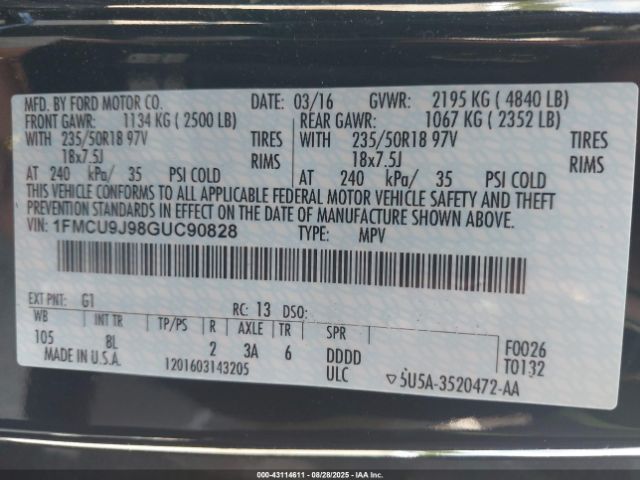 MFD. BY FORD MOTOR CO. DATE: 03/16 GVWR: 2195 KG ( 4840 LB)
FRONT GAWR: 1134 KG ( 2500 LB) REAR GAWR: 1067 KG ( 2352 LB)
WITH 235/50R18 97V TIRES WITH 235/50R18 97V TIRES
18x7.5J RIMS 18x7.5J RIMS
AT 240 kPa/ 35 PSI COLD AT 240 kPa/ 35 PSI COLD
THIS VEHICLE CONFORMS TO ALL APPLICABLE FEDERAL MOTOR VEHICLE SAFETY AND THEFT
PREVENTION STANDARDS IN EFFECT ON THE DATE OF MANUFACTURE SHOWN ABOVE.
VIN: 1FMCU9J98GUC90828 TYPE: MPV
EXT PNT: G1 RC: 13 DSO:
WB INT TR TP/PS R AXLE TR SPR F0026
105 8L 2 3A 6 DDDD T0132
MADE IN U.S.A. 1201603143205 ULC 5U5A-3520472-AA
000-43114611 - 08/28/2025 - IAA Inc.